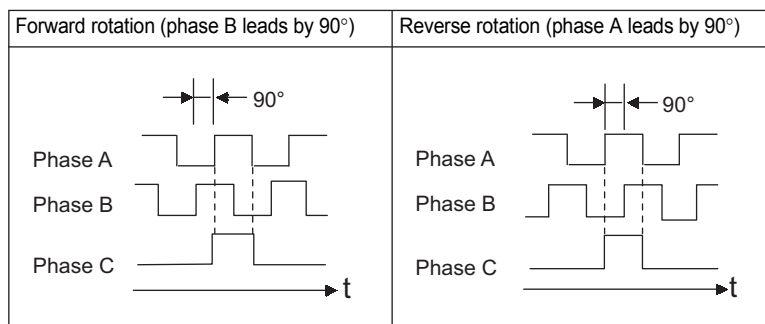 Forward rotation (phase B leads by 90°)
90°
Phase A
Phase B
Phase C
t
Reverse rotation (phase A leads by 90°)
90°
Phase A
Phase B
Phase C
t